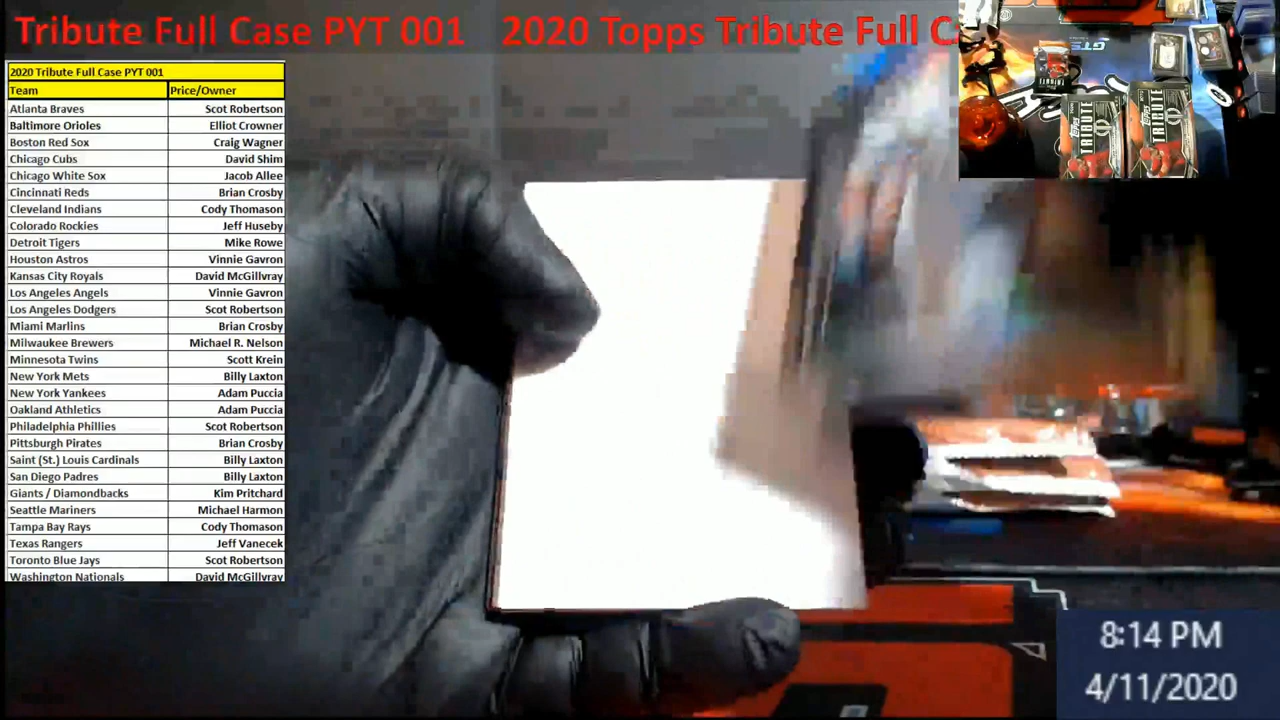 Tribute Full Case PYT 001 2020 Topps Tribute Full C
2020 Tribute Full Case PYT 001
Team Price/Owner
Atlanta Braves Scot Robertson
Baltimore Orioles Elliot Crowner
Boston Red Sox Craig Wagner
Chicago Cubs David Shim
Chicago White Sox Jacob Allee
Cincinnati Reds Brian Crosby
Cleveland Indians Cody Thomason
Colorado Rockies Jeff Huseby
Detroit Tigers Mike Rowe
Houston Astros Vinnie Gavron
Kansas City Royals David McGillvray
Los Angeles Angels Vinnie Gavron
Los Angeles Dodgers Scot Robertson
Miami Marlins Brian Crosby
Milwaukee Brewers Michael R. Nelson
Minnesota Twins Scott Krein
New York Mets Billy Laxton
New York Yankees Adam Puccia
Oakland Athletics Adam Puccia
Philadelphia Phillies Scot Robertson
Pittsburgh Pirates Brian Crosby
Saint (St.) Louis Cardinals Billy Laxton
San Diego Padres Billy Laxton
Giants / Diamondbacks Kim Pritchard
Seattle Mariners Michael Harmon
Tampa Bay Rays Cody Thomason
Texas Rangers Jeff Vanecek
Toronto Blue Jays Scot Robertson
Washington Nationals David McGillvray
GTS
Topps TRIBUTE
Topps TRIBUTE
8:14 PM
4/11/2020